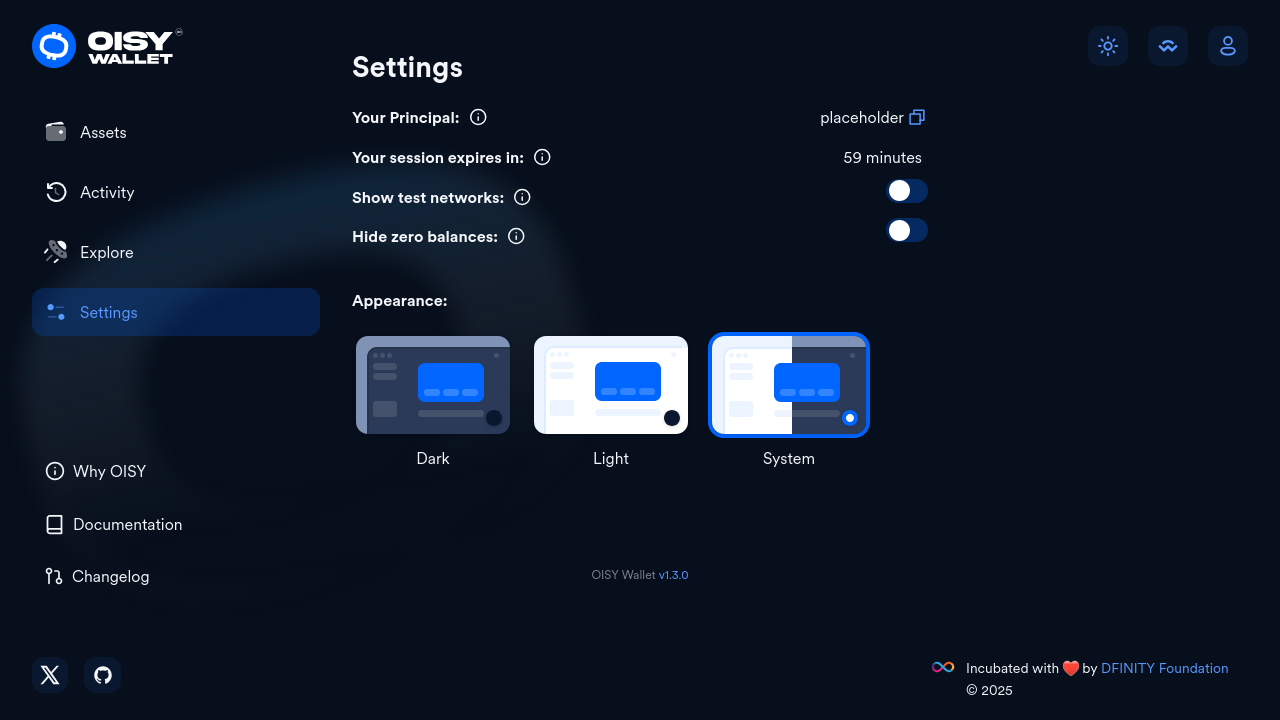 OISY
WALLET
Settings
Assets
Activity
Explore
Settings
Your Principal:
placeholder
Your session expires in:
59 minutes
Show test networks:
Hide zero balances:
Appearance:
Dark
Light
System
Why OISY
Documentation
Changelog
OISY Wallet v1.3.0
Incubated with ❤️ by DFINITY Foundation
© 2025